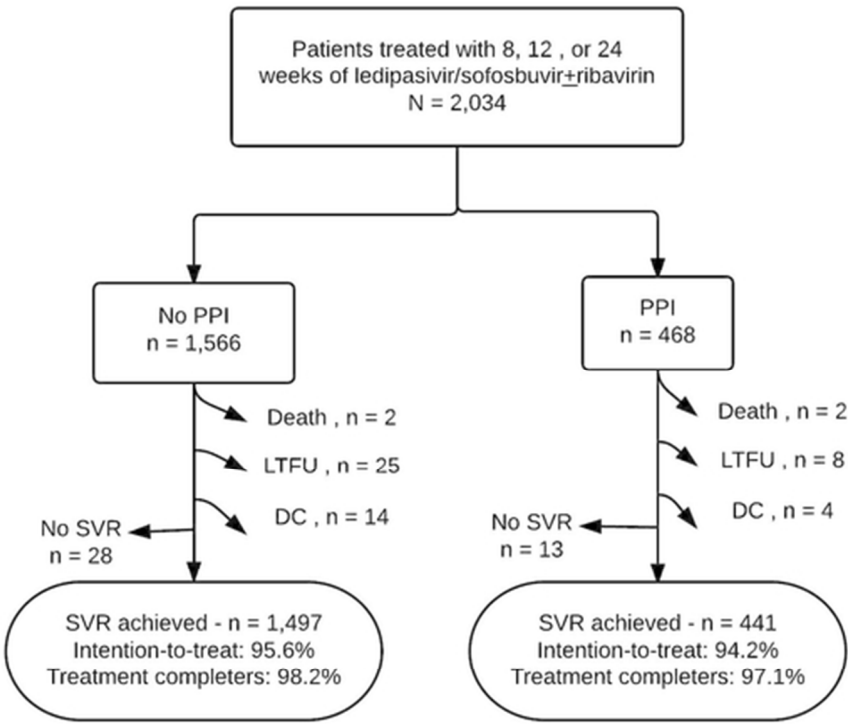 Patients treated with 8, 12 , or 24
weeks of ledipasivir/sofosbuvir±ribavirin
N = 2,034
No PPI
n = 1,566
PPI
n = 468
Death , n = 2
LTFU , n = 25
DC , n = 14
No SVR
n = 28
Death , n = 2
LTFU , n = 8
DC , n = 4
No SVR
n = 13
SVR achieved - n = 1,497
Intention-to-treat: 95.6%
Treatment completers: 98.2%
SVR achieved - n = 441
Intention-to-treat: 94.2%
Treatment completers: 97.1%